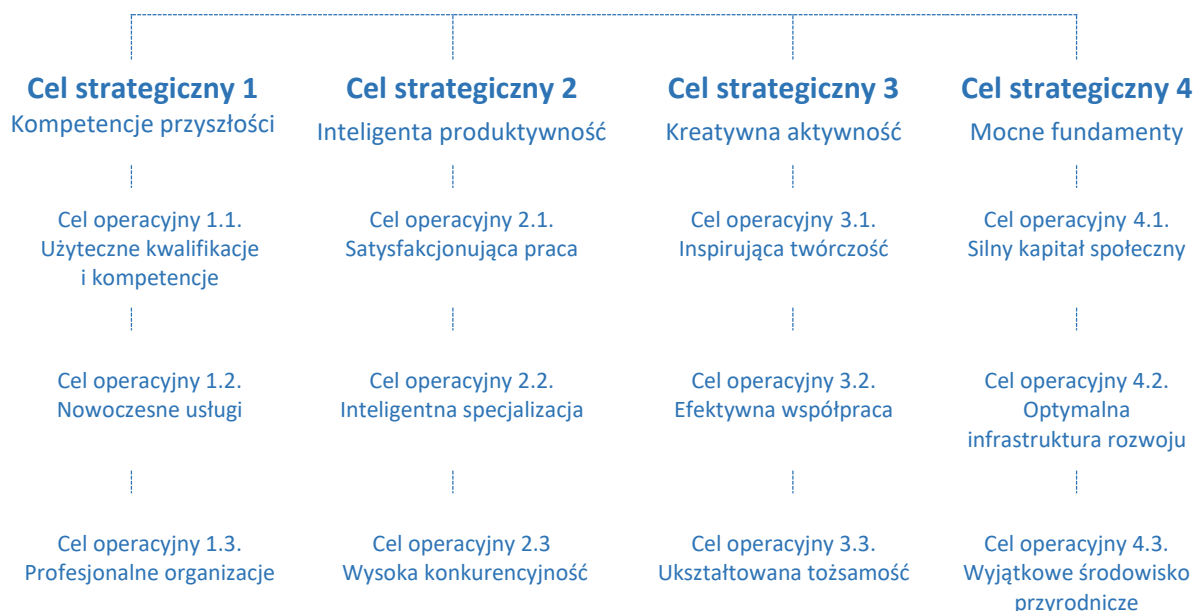 Cel strategiczny 1
Kompetencje przyszłości
Cel operacyjny 1.1.
Użyteczne kwalifikacje
i kompetencje
Cel operacyjny 1.2.
Nowoczesne usługi
Cel operacyjny 1.3.
Profesjonalne organizacje
Cel strategiczny 2
Inteligenta produktywność
Cel operacyjny 2.1.
Satysfakcjonująca praca
Cel operacyjny 2.2.
Inteligentna specjalizacja
Cel operacyjny 2.3
Wysoka konkurencyjność
Cel strategiczny 3
Kreatywna aktywność
Cel operacyjny 3.1.
Inspirująca twórczość
Cel operacyjny 3.2.
Efektywna współpraca
Cel operacyjny 3.3.
Ukształtowana tożsamość
Cel strategiczny 4
Mocne fundamenty
Cel operacyjny 4.1.
Silny kapitał społeczny
Cel operacyjny 4.2.
Optymalna
infrastruktura rozwoju
Cel operacyjny 4.3.
Wyjątkowe środowisko
przyrodnicze